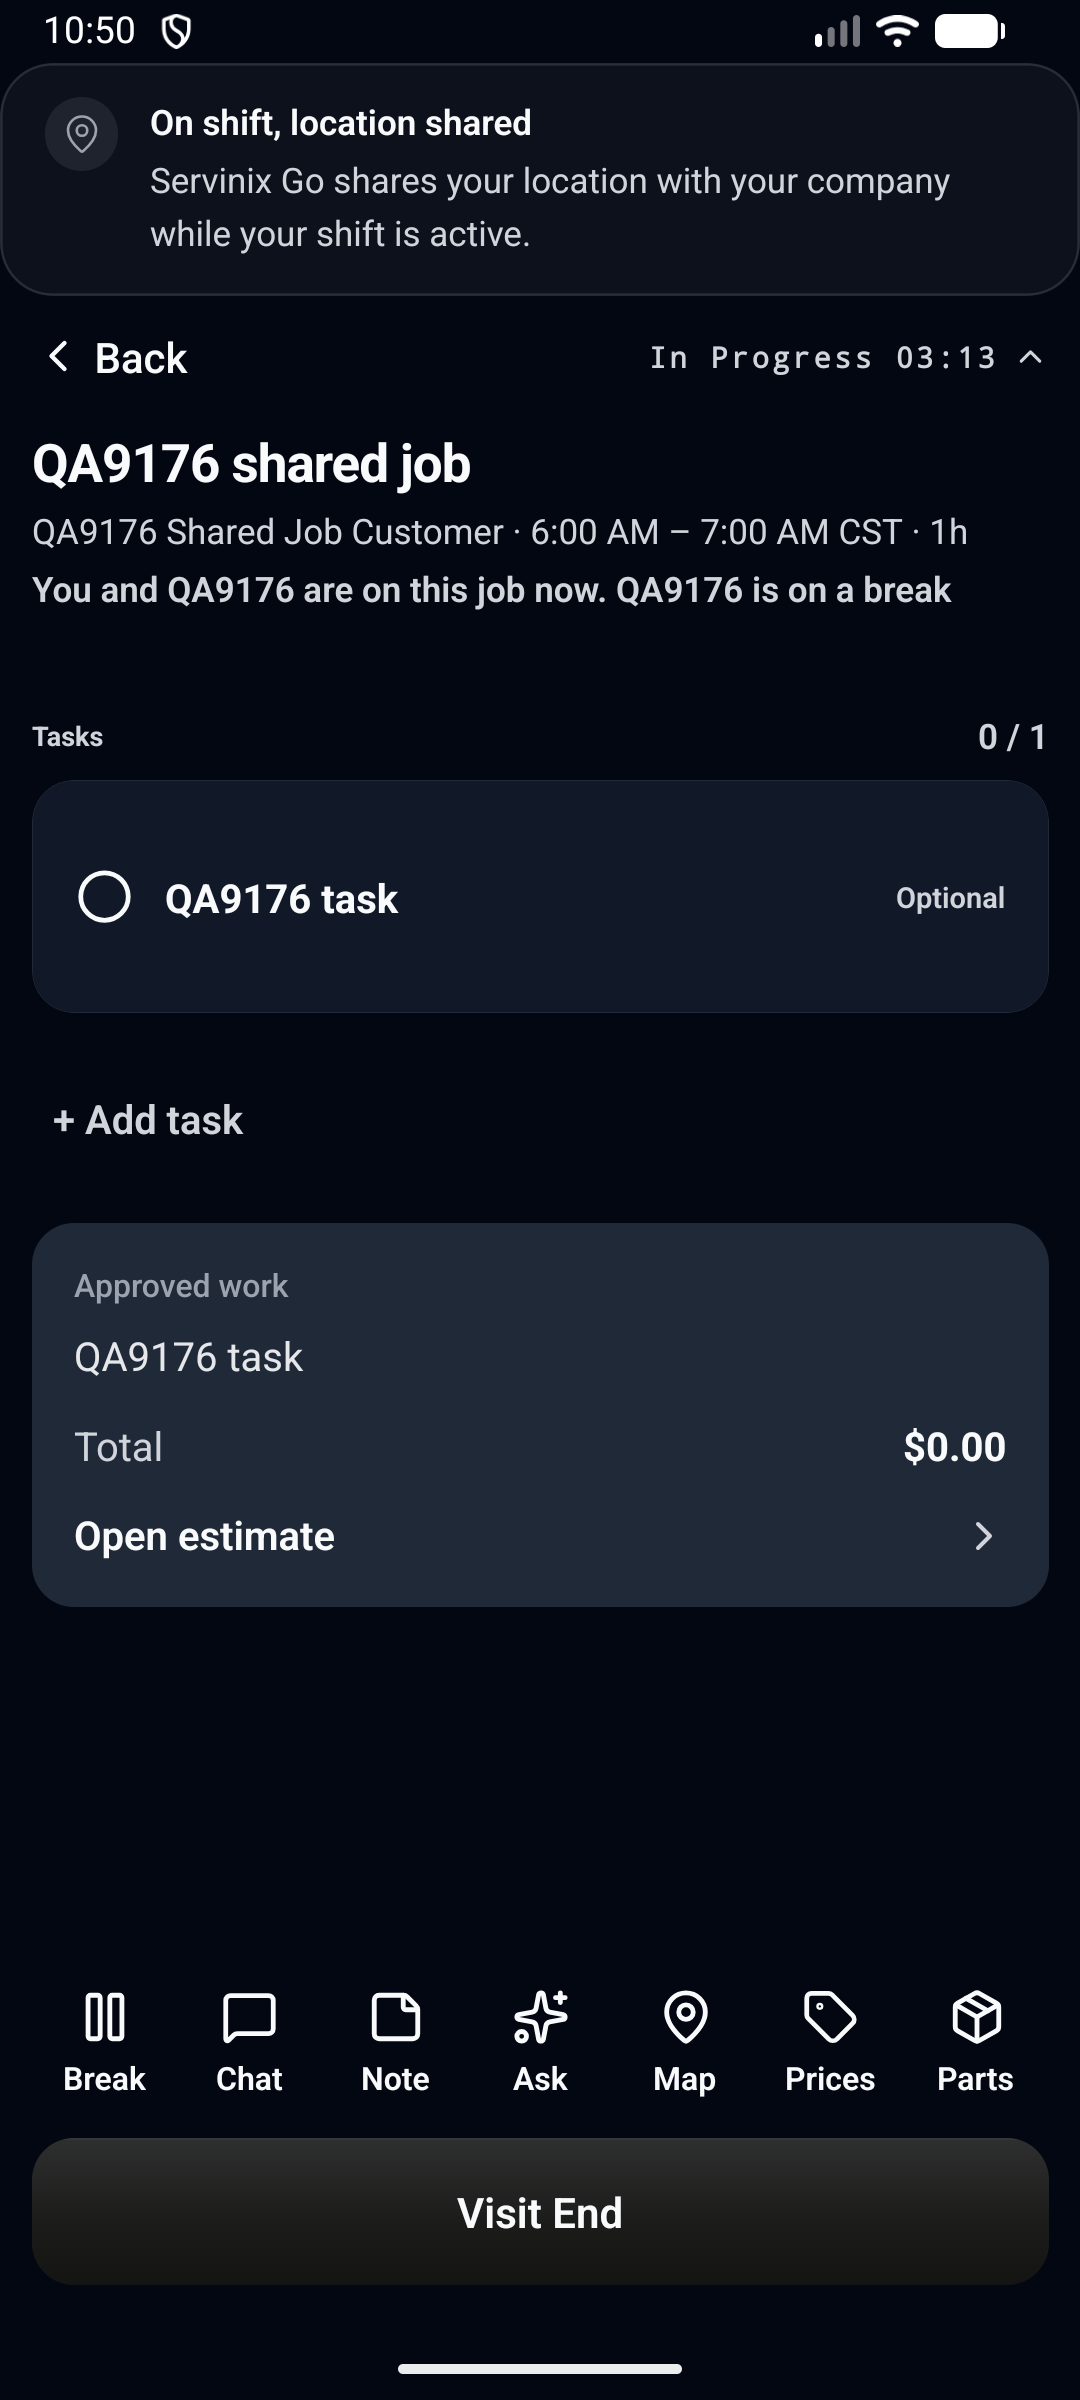 10:50
On shift, location shared
Servinix Go shares your location with your company
while your shift is active.
Back
In Progress 03:13
QA9176 shared job
QA9176 Shared Job Customer · 6:00 AM – 7:00 AM CST · 1h
You and QA9176 are on this job now. QA9176 is on a break
Tasks
0 / 1
QA9176 task
Optional
+ Add task
Approved work
QA9176 task
Total
$0.00
Open estimate
Break
Chat
Note
Ask
Map
Prices
Parts
Visit End